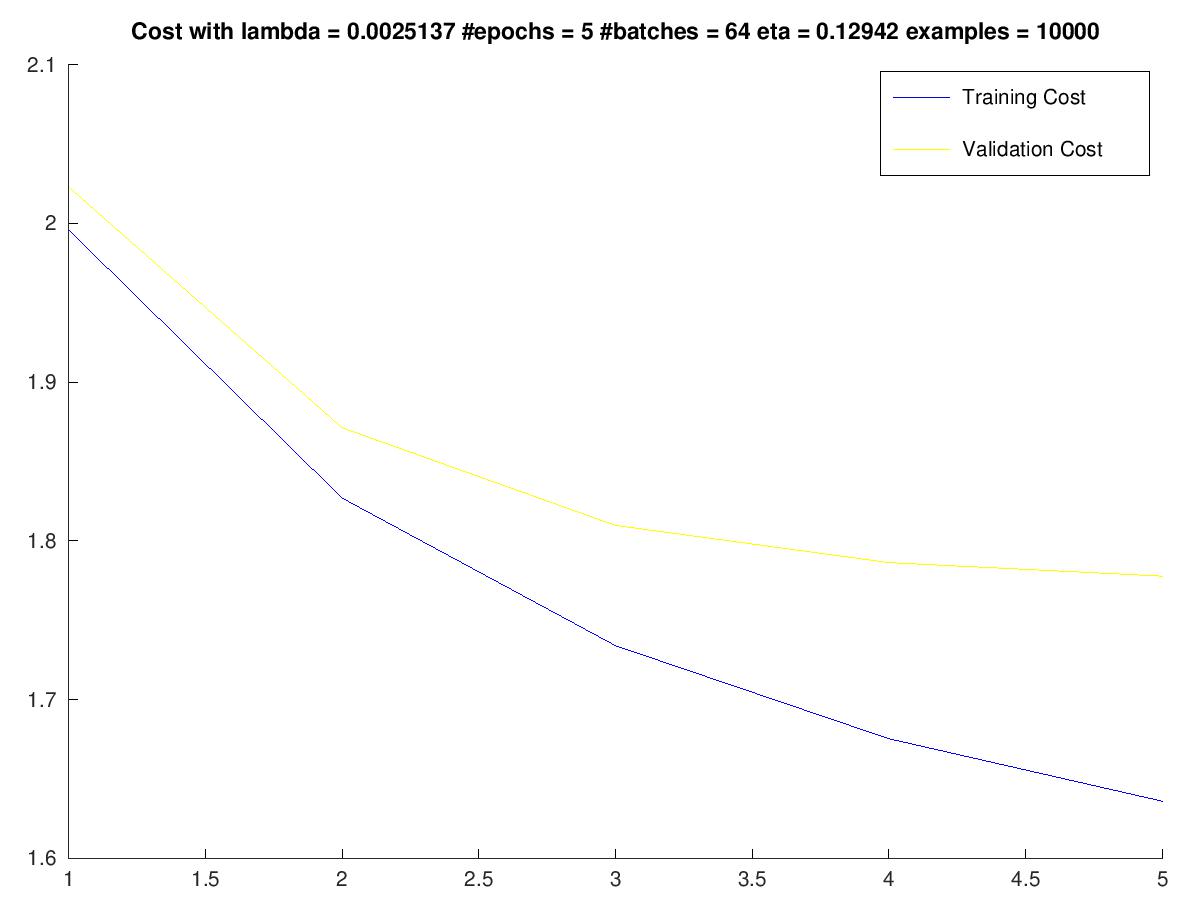 Cost with lambda = 0.0025137 #epochs = 5 #batches = 64 eta = 0.12942 examples = 10000
2.1
Training Cost
Validation Cost
2
1.9
1.8
1.7
1.6
1 1.5 2 2.5 3 3.5 4 4.5 5